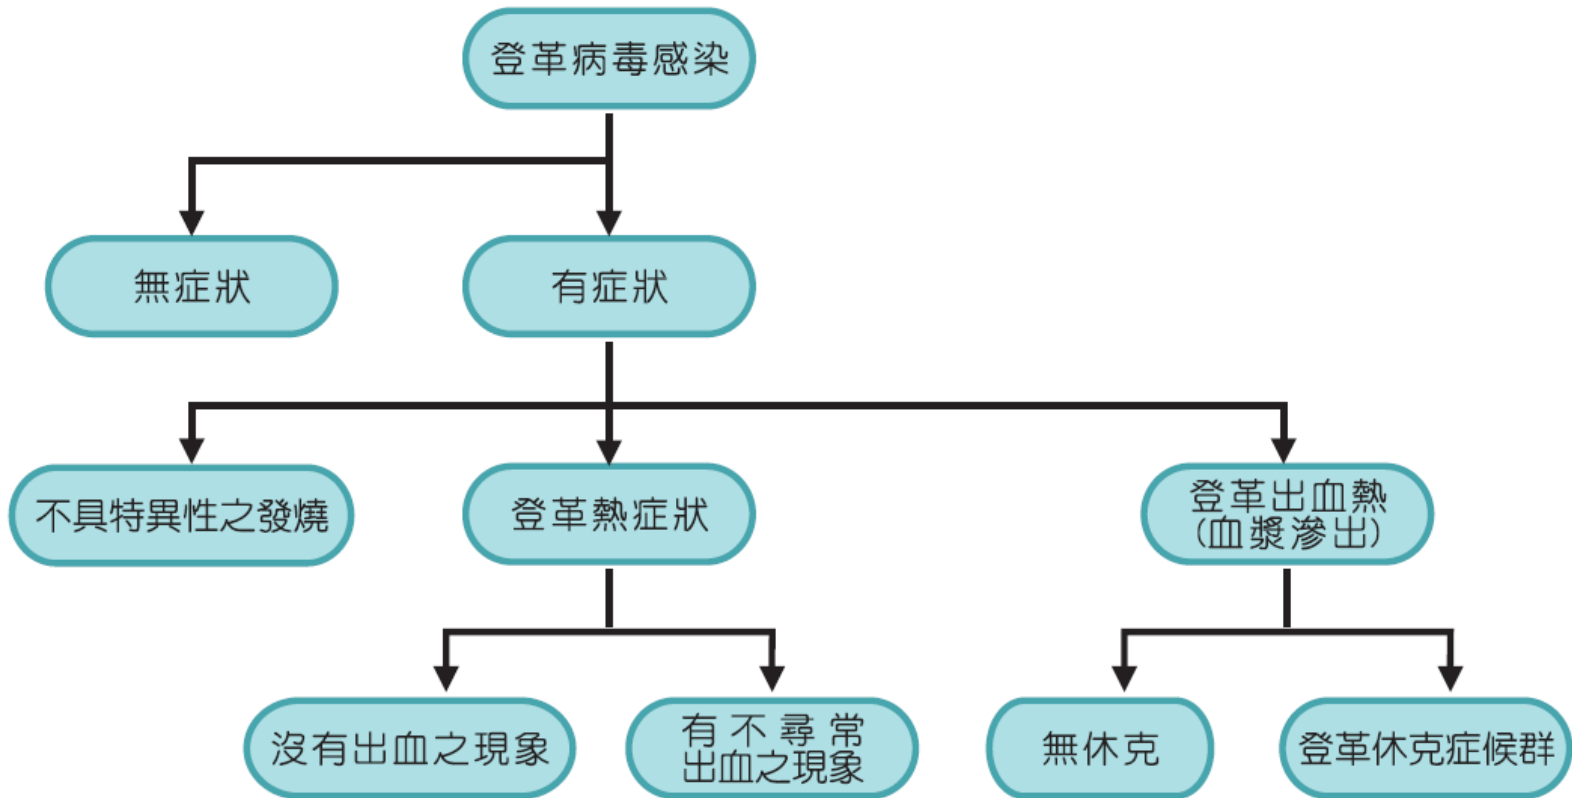 登革病毒感染
無症狀
有症狀
不具特異性之發燒
登革熱症狀
登革出血熱
(血漿滲出)
沒有出血之現象
有不尋常
出血之現象
無休克
登革休克症候群